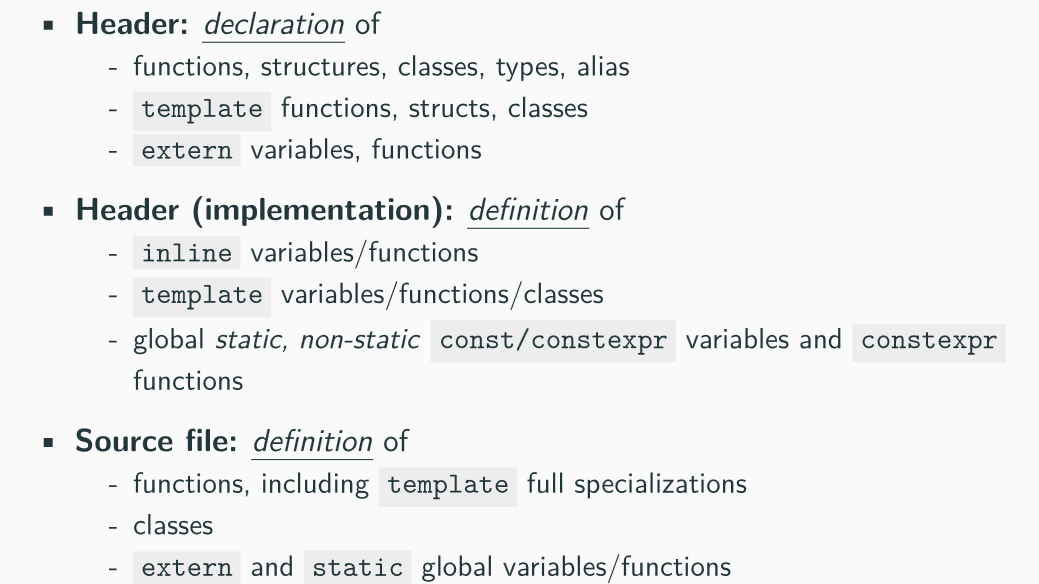 ▪ Header: declaration of
- functions, structures, classes, types, alias
- template functions, structs, classes
- extern variables, functions
▪ Header (implementation): definition of
- inline variables/functions
- template variables/functions/classes
- global static, non-static const/constexpr variables and constexpr
functions
▪ Source file: definition of
- functions, including template full specializations
- classes
- extern and static global variables/functions